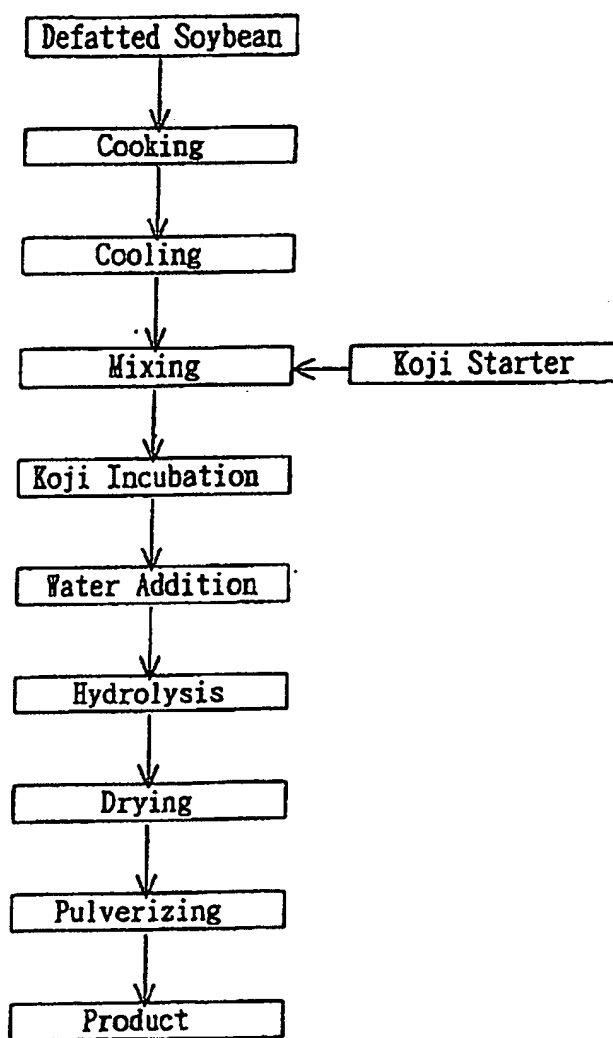 Defatted Soybean
Cooking
Cooling
Mixing
Koji Starter
Koji Incubation
Water Addition
Hydrolysis
Drying
Pulverizing
Product